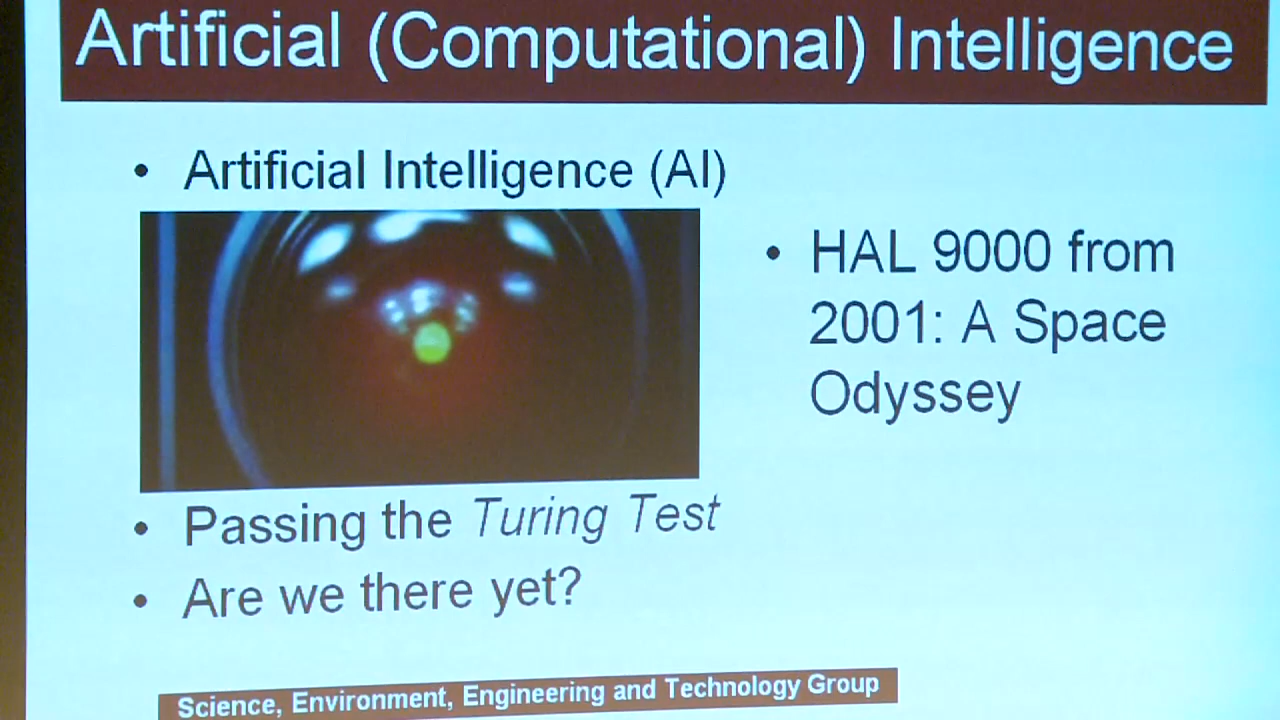 Artificial (Computational) Intelligence
• Artificial Intelligence (AI)
• HAL 9000 from
2001: A Space
Odyssey
• Passing the Turing Test
• Are we there yet?
Science, Environment, Engineering and Technology Group